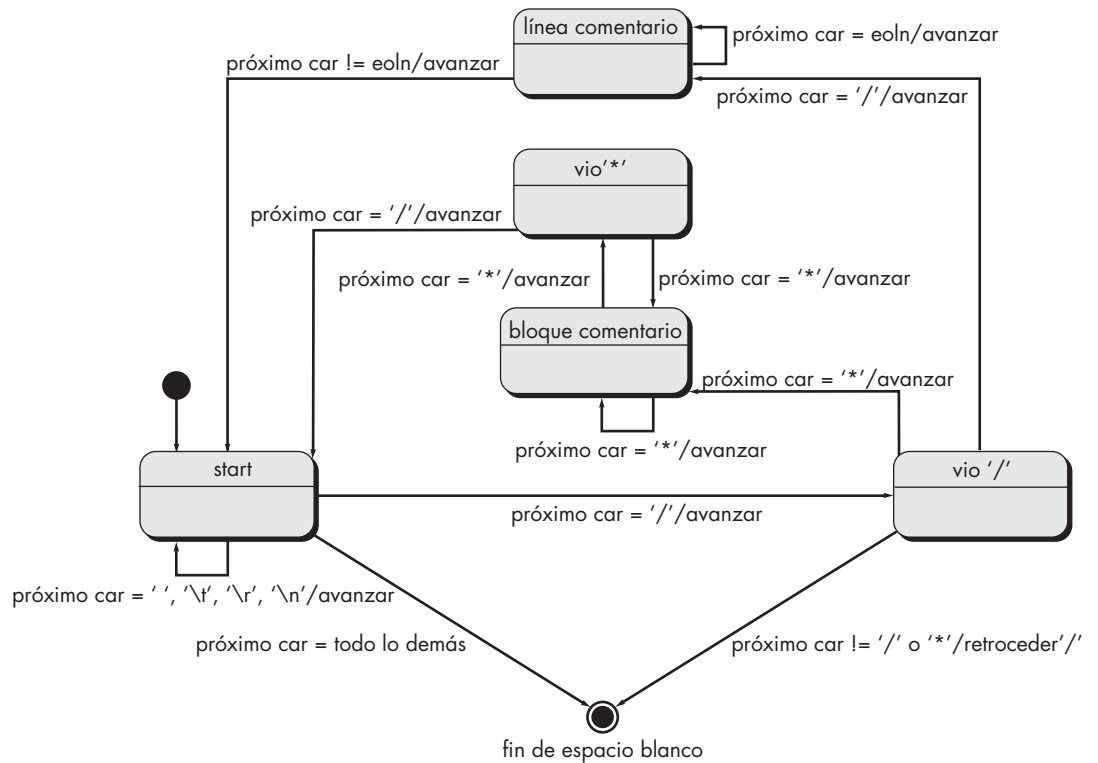 línea comentario
próximo car = eoln/avanzar
próximo car != eoln/avanzar
próximo car = ‘/’/avanzar
vio’*’
próximo car = ‘/’/avanzar
próximo car = ‘*’/avanzar
próximo car = ‘*’/avanzar
bloque comentario
próximo car = ‘*’/avanzar
próximo car = ‘*’/avanzar
start
vio ‘/’
próximo car = ‘/’/avanzar
próximo car = ‘ ‘, ‘\t’, ‘\r’, ‘\n’/avanzar
próximo car = todo lo demás
próximo car != ‘/’ o ‘*’/retroceder’/’
fin de espacio blanco